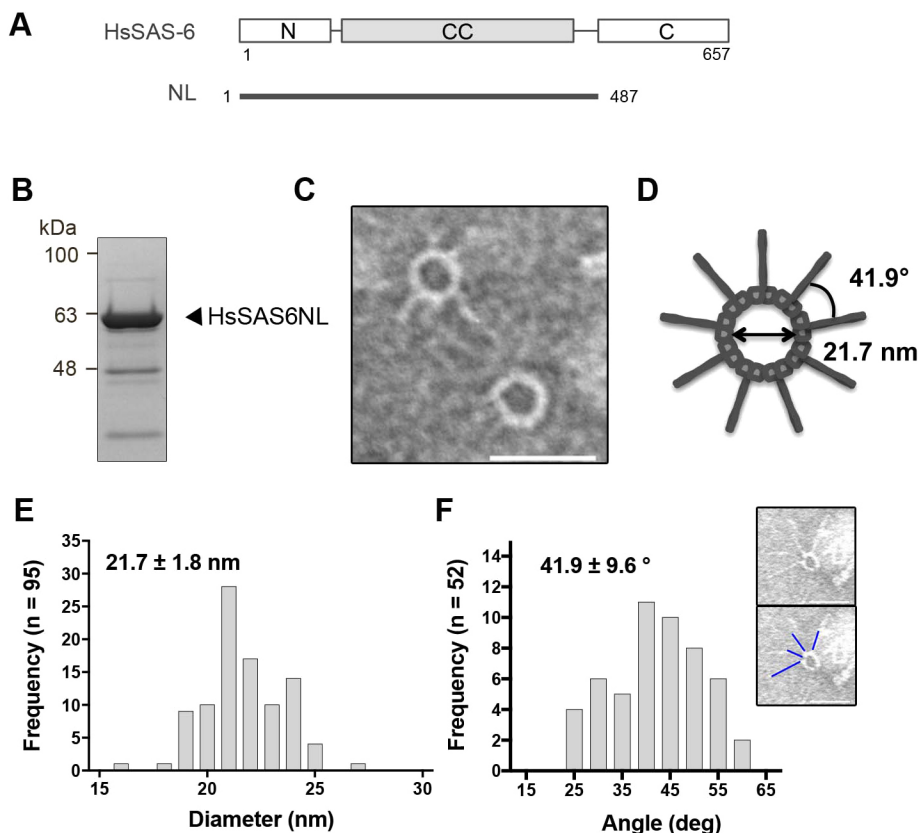 A
HsSAS-6
N
CC
C
1
657
NL
1
487
B
C
D
kDa
100
63
48
HsSAS6NL
41.9°
21.7 nm
E
F
21.7 ± 1.8 nm
Frequency (n = 95)
35
30
25
20
15
10
5
0
15
20
25
30
Diameter (nm)
41.9 ± 9.6 °
Frequency (n = 52)
14
12
10
8
6
4
2
0
15
25
35
45
55
65
Angle (deg)